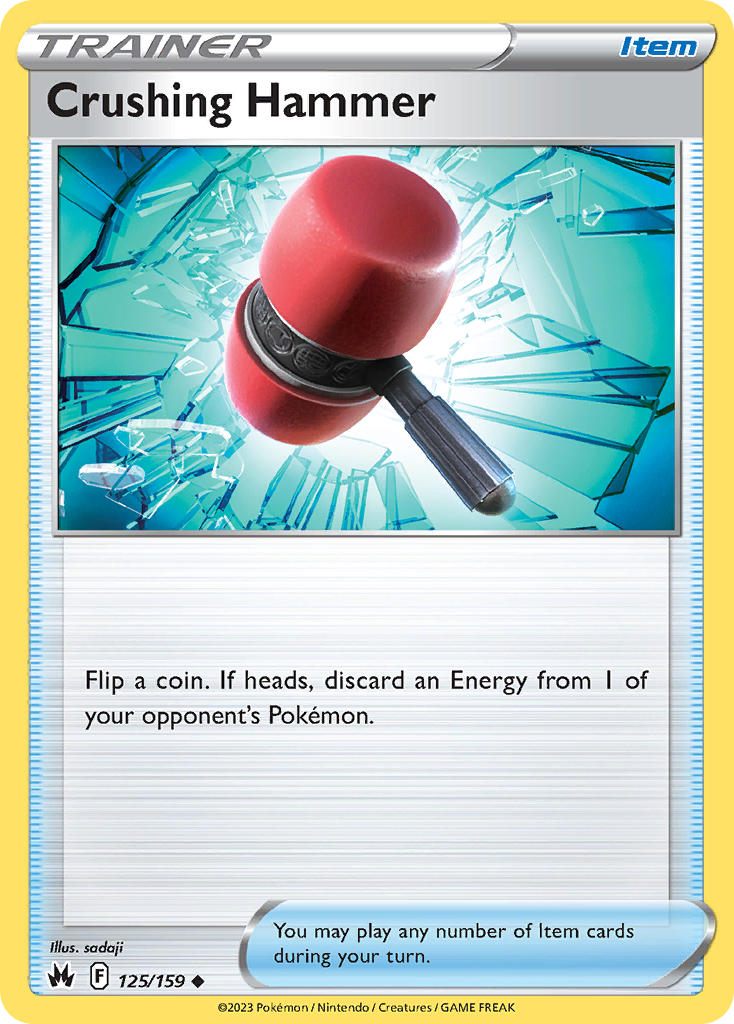 TRAINER
Item
Crushing Hammer
Flip a coin. If heads, discard an Energy from 1 of
your opponent's Pokémon.
You may play any number of Item cards
during your turn.
Illus. sadaji
F 125/159
©2023 Pokémon / Nintendo / Creatures / GAME FREAK